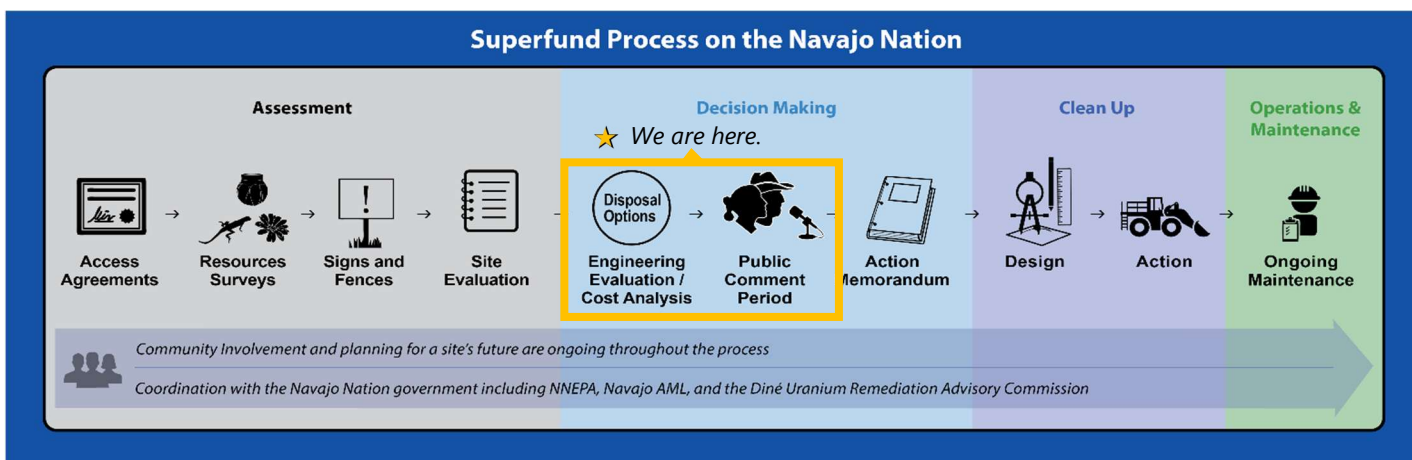 Superfund Process on the Navajo Nation
Assessment
Decision Making
Clean Up
Operations &
Maintenance
We are here.
Disposal
Options
Access
Agreements
Resources
Surveys
Signs and
Fences
Site
Evaluation
Engineering
Evaluation /
Cost Analysis
Public
Comment
Period
Action
Memorandum
Design
Action
Ongoing
Maintenance
Community Involvement and planning for a site's future are ongoing throughout the process
Coordination with the Navajo Nation government including NNEPA, Navajo AML, and the Diné Uranium Remediation Advisory Commission